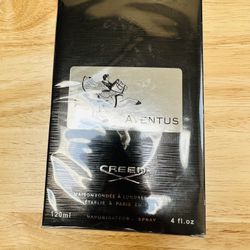 AVENTUS
CREED
MAISON FONDÉE À LONDRES
ÉTABLIE À PARIS
120ml VAPORISATEUR SPRAY 4 fl.oz